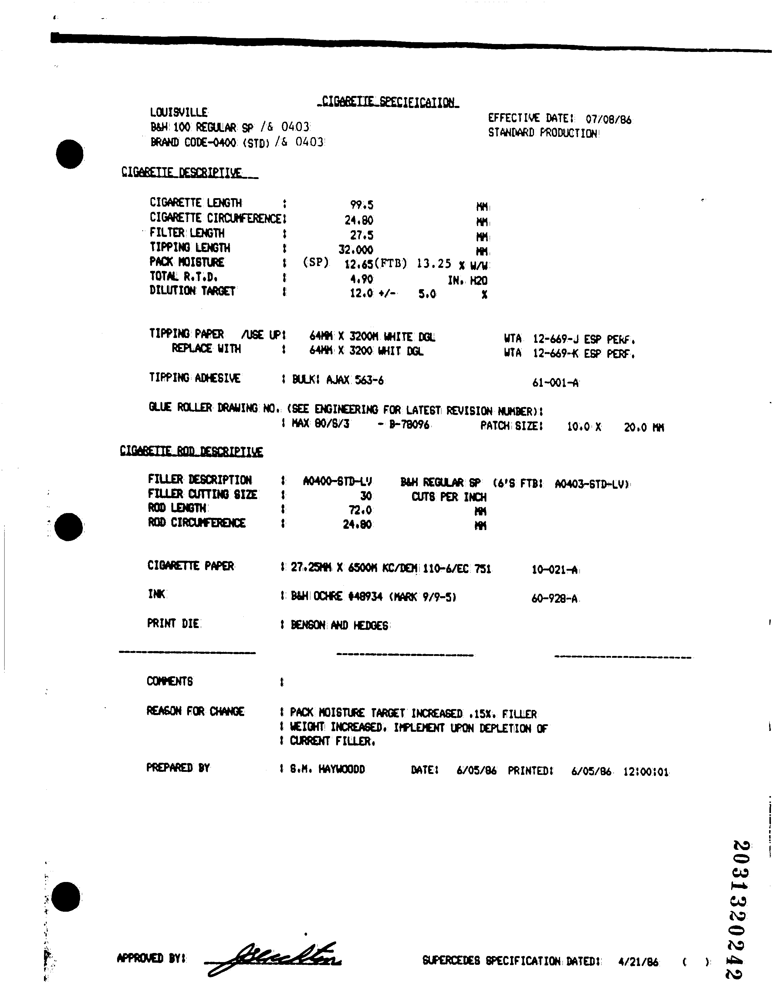 CIGARETTE SPECIFICATION
LOUISVILLE
B&H 100 REGULAR SP /& 0403
BRAND CODE-0400 (STD) /& 0403
EFFECTIVE DATE: 07/08/86
STANDARD PRODUCTION
CIGARETTE DESCRIPTIVE
CIGARETTE LENGTH : 99.5 MM
CIGARETTE CIRCUMFERENCE: 24.80 MM
FILTER LENGTH : 27.5 MM
TIPPING LENGTH : 32.000 MM
PACK MOISTURE : (SP) 12.65(FTB) 13.25 % W/W
TOTAL R.T.D. : 4.90 IN. H2O
DILUTION TARGET : 12.0 +/- 5.0 %
TIPPING PAPER /USE UP: 64MM X 3200M WHITE DGL WTA 12-669-J ESP PERF.
REPLACE WITH : 64MM X 3200 WHIT DGL WTA 12-669-K ESP PERF.
TIPPING ADHESIVE : BULK: AJAX 563-6 61-001-A
GLUE ROLLER DRAWING NO. (SEE ENGINEERING FOR LATEST REVISION NUMBER):
: MAX 80/S/3 - B-78096 PATCH SIZE: 10.0 X 20.0 MM
CIGARETTE ROD DESCRIPTIVE
FILLER DESCRIPTION : A0400-STD-LV B&H REGULAR SP (6'S FTB: A0403-STD-LV)
FILLER CUTTING SIZE : 30 CUTS PER INCH
ROD LENGTH : 72.0 MM
ROD CIRCUMFERENCE : 24.80 MM
CIGARETTE PAPER : 27.25MM X 6500M KC/DEM 110-6/EC 751 10-021-A
INK : B&H OCHRE #48934 (MARK 9/9-5) 60-928-A
PRINT DIE : BENSON AND HEDGES
COMMENTS :
REASON FOR CHANGE : PACK MOISTURE TARGET INCREASED .15%. FILLER
: WEIGHT INCREASED. IMPLEMENT UPON DEPLETION OF
: CURRENT FILLER.
PREPARED BY : S.M. HAYWOODD DATE: 6/05/86 PRINTED: 6/05/86 12:00:01
2031320242
APPROVED BY:
SUPERCEDES SPECIFICATION DATED: 4/21/86 ( )